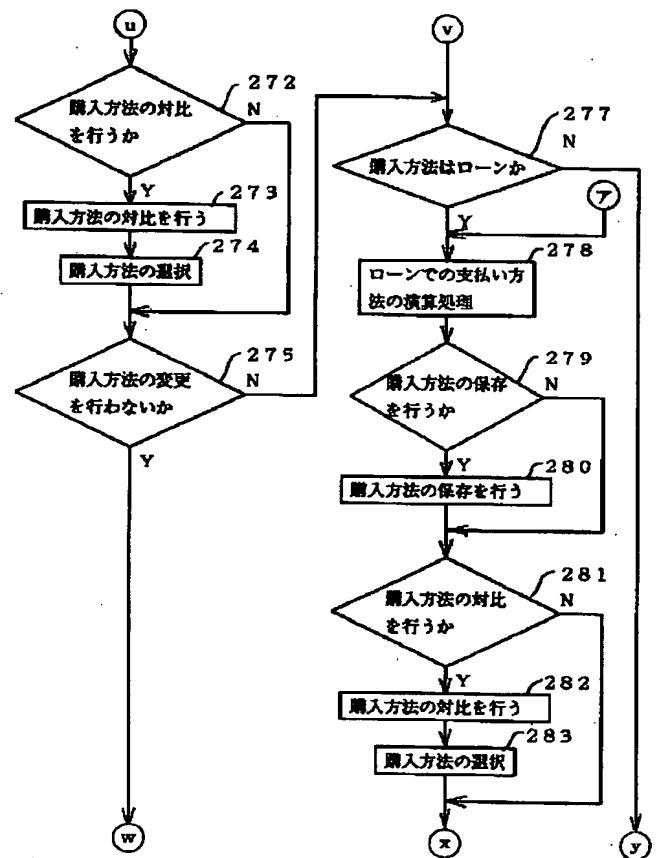 u
272
購入方法の対比
を行うか
N
Y
273
購入方法の対比を行う
274
購入方法の選択
275
購入方法の変更
を行わないか
N
Y
w
v
277
購入方法はローンか
N
ア
Y
278
ローンでの支払い方
法の演算処理
279
購入方法の保存
を行うか
N
Y
280
購入方法の保存を行う
281
購入方法の対比
を行うか
N
Y
282
購入方法の対比を行う
283
購入方法の選択
x
y